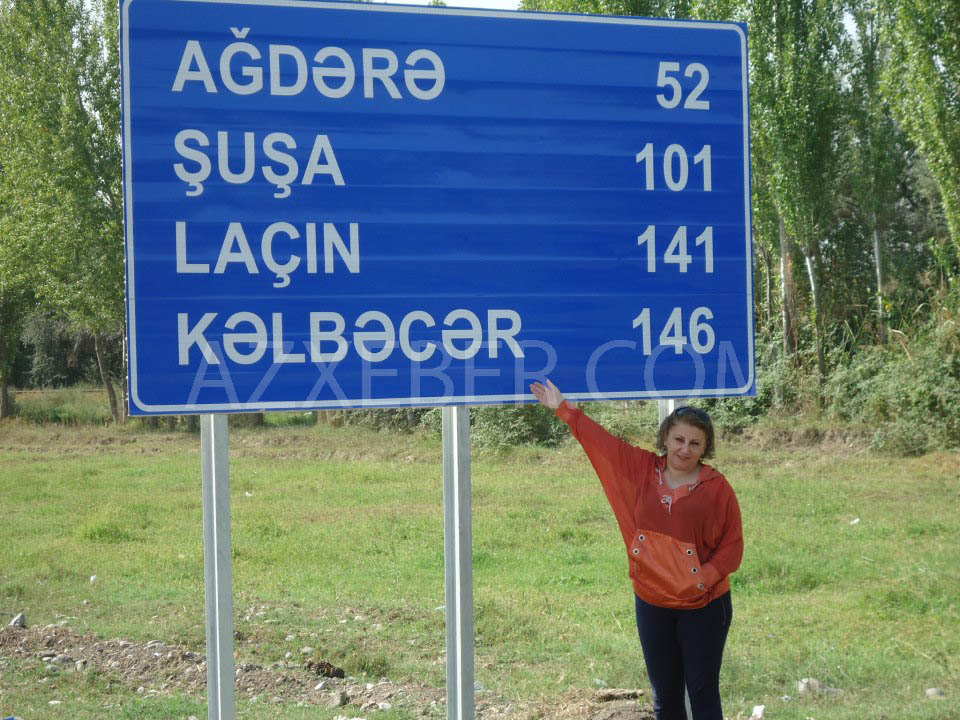 AĞDƏRƏ 52
ŞUŞA 101
LAÇIN 141
KƏLBƏCƏR 146
AZXEBER.COM